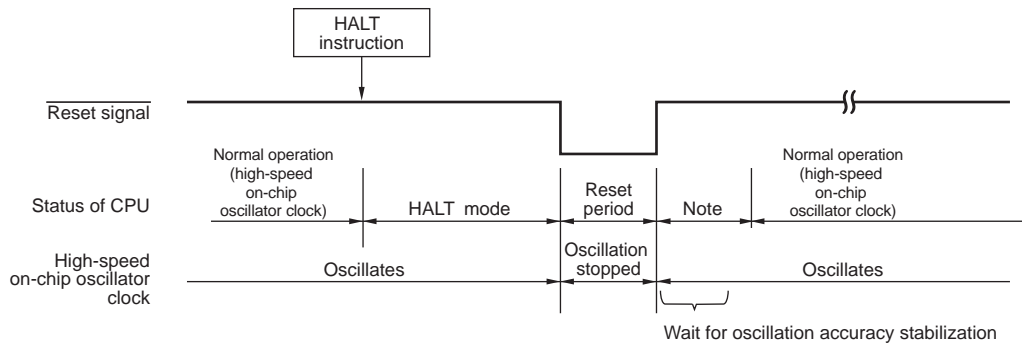 HALT
instruction
Reset signal
Normal operation
(high-speed
on-chip
oscillator clock)
Normal operation
(high-speed
on-chip
oscillator clock)
Status of CPU
HALT mode
Reset
period
Note
High-speed
on-chip oscillator
clock
Oscillates
Oscillation
stopped
Oscillates
Wait for oscillation accuracy stabilization